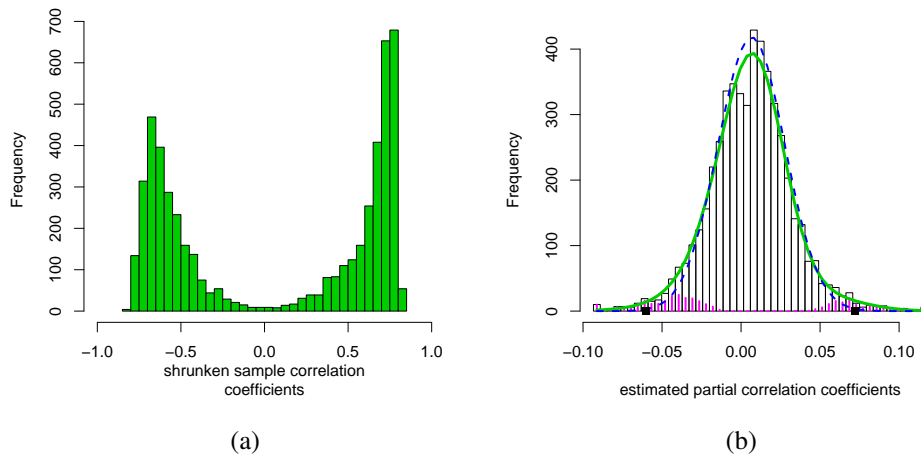 700
600
500
400
300
200
100
0
Frequency
−1.0 −0.5 0.0 0.5 1.0
shrunken sample correlation
coefficients
(a)
400
300
200
100
0
Frequency
−0.10 −0.05 0.00 0.05 0.10
estimated partial correlation coefficients
(b)